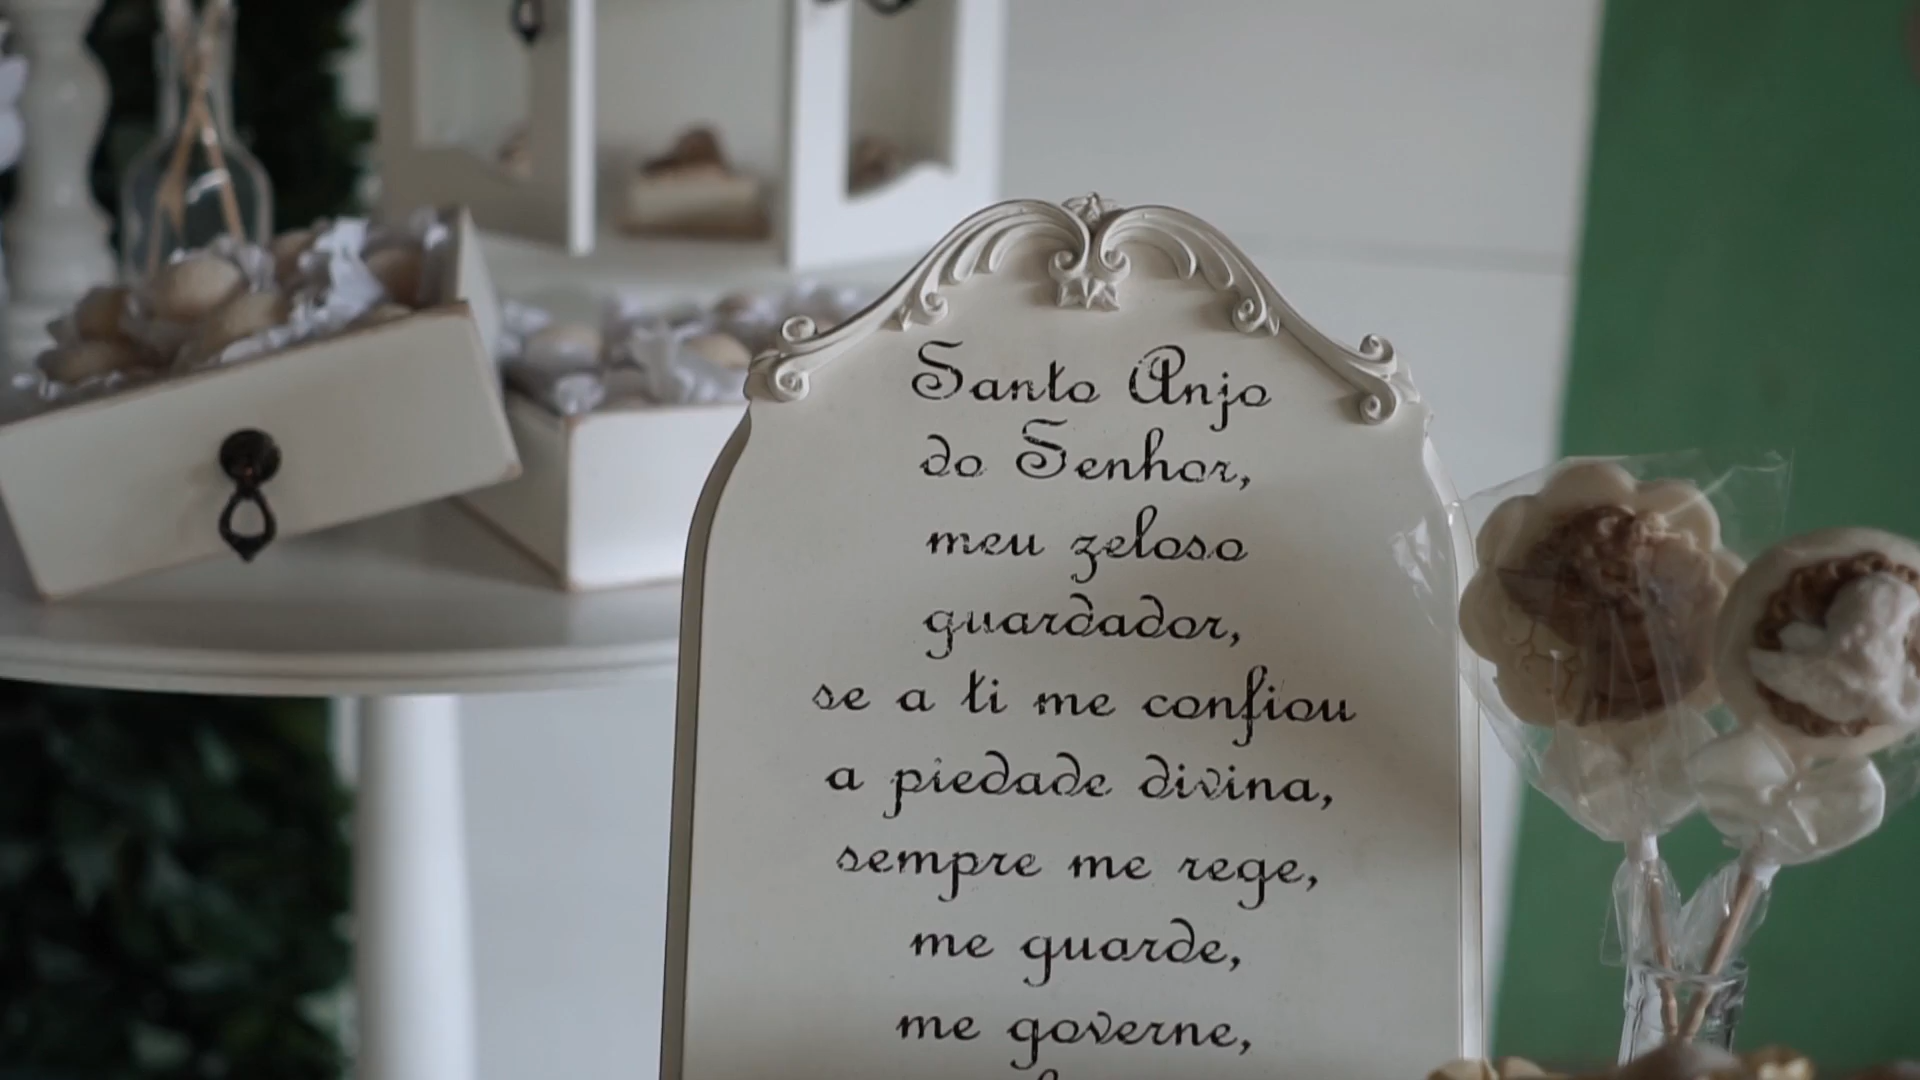 Santo Anjo
do Senhor,
meu zeloso
guardador,
se a ti me confiou
a piedade divina,
sempre me rege,
me guarde,
me governe,